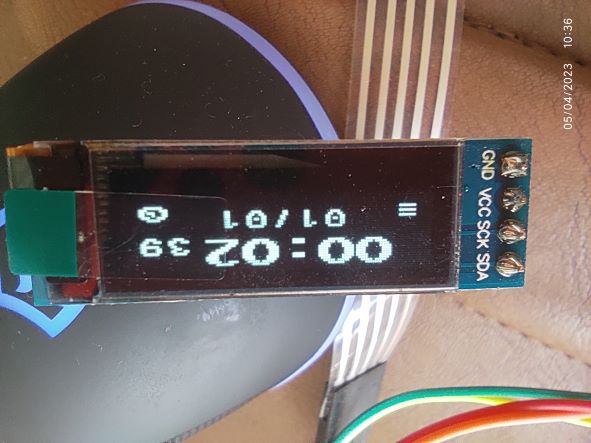 00:02 39
01/01
GND VCC SCK SDA
05/04/2023 10:36